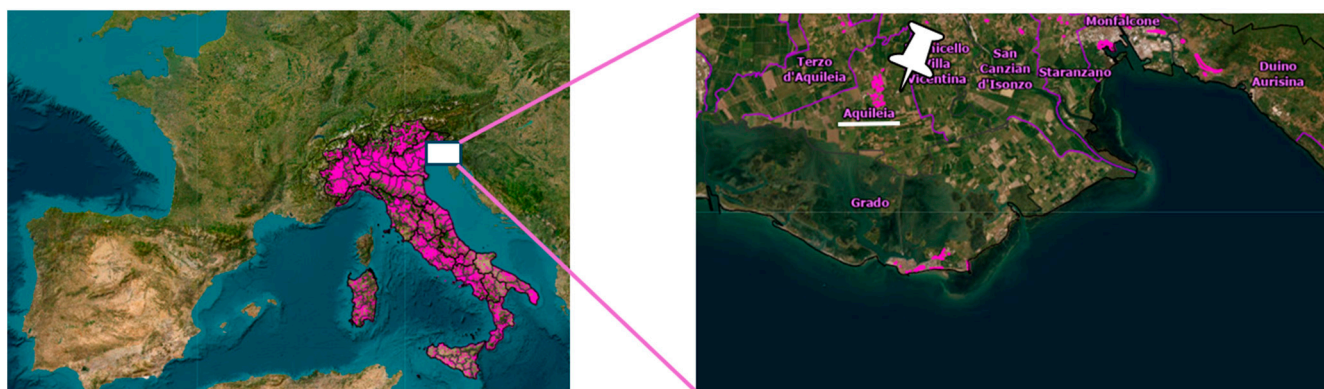 Monfalcone
Terzo
d'Aquileia
Villa
Vicentina
San
Canzian
d'Isonzo
Staranzano
Duino
Aurisina
Aquileia
Grado